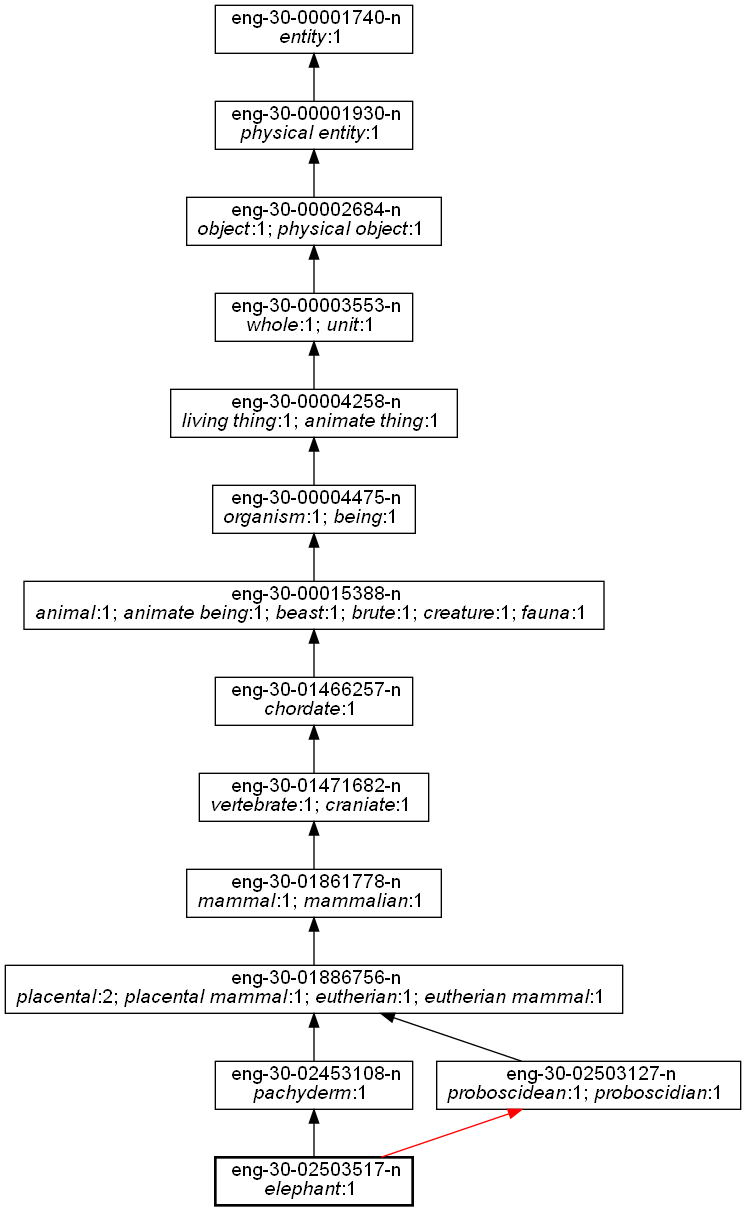 eng-30-00001740-n
entity:1
eng-30-00001930-n
physical entity:1
eng-30-00002684-n
object:1; physical object:1
eng-30-00003553-n
whole:1; unit:1
eng-30-00004258-n
living thing:1; animate thing:1
eng-30-00004475-n
organism:1; being:1
eng-30-00015388-n
animal:1; animate being:1; beast:1; brute:1; creature:1; fauna:1
eng-30-01466257-n
chordate:1
eng-30-01471682-n
vertebrate:1; craniate:1
eng-30-01861778-n
mammal:1; mammalian:1
eng-30-01886756-n
placental:2; placental mammal:1; eutherian:1; eutherian mammal:1
eng-30-02453108-n
pachyderm:1
eng-30-02503127-n
proboscidean:1; proboscidian:1
eng-30-02503517-n
elephant:1